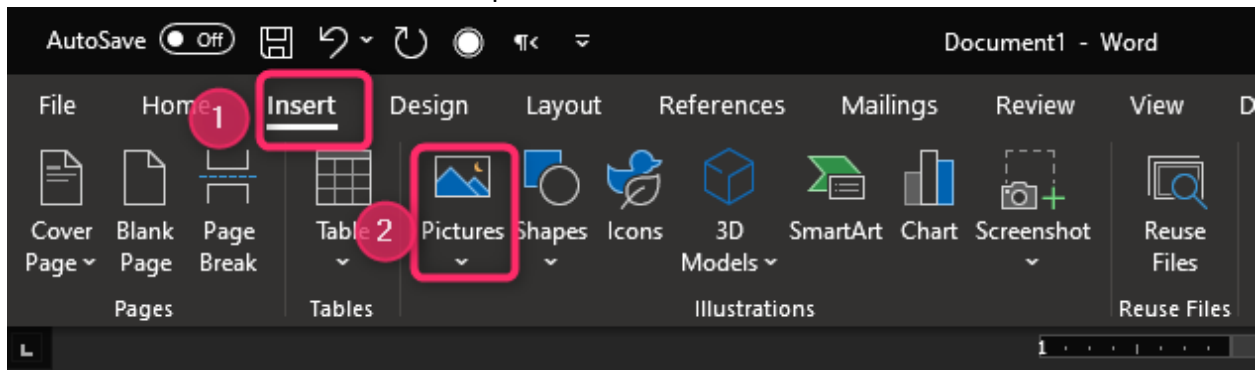 AutoSave Off Document1 - Word
File Home Insert Design Layout References Mailings Review View D
1
2
Cover Blank Page Table Pictures Shapes Icons 3D SmartArt Chart Screenshot Reuse
Page Page Break Models Files
Pages Tables Illustrations Reuse Files
L 1